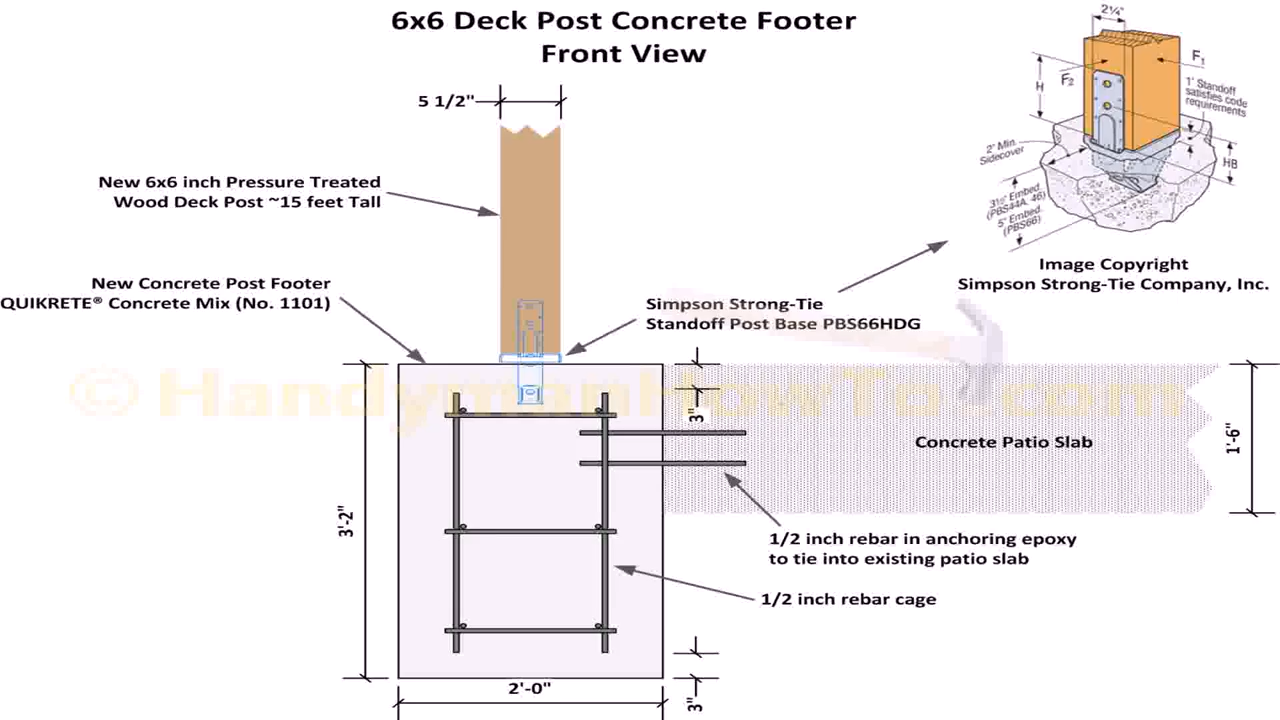 6x6 Deck Post Concrete Footer
Front View
2¼"
F₁
F₂
H
1" Standoff
satisfies code
requirements
2" Min.
Sidecover
HB
3½" Embed.
(PBS44A, 46)
5" Embed.
(PBS66)
Image Copyright
Simpson Strong-Tie Company, Inc.
5 1/2"
New 6x6 inch Pressure Treated
Wood Deck Post ~15 feet Tall
New Concrete Post Footer
QUIKRETE® Concrete Mix (No. 1101)
Simpson Strong-Tie
Standoff Post Base PBS66HDG
© HandymanHowTo.com
3"
Concrete Patio Slab
1'-6"
3'-2"
1/2 inch rebar in anchoring epoxy
to tie into existing patio slab
1/2 inch rebar cage
2'-0"
3"